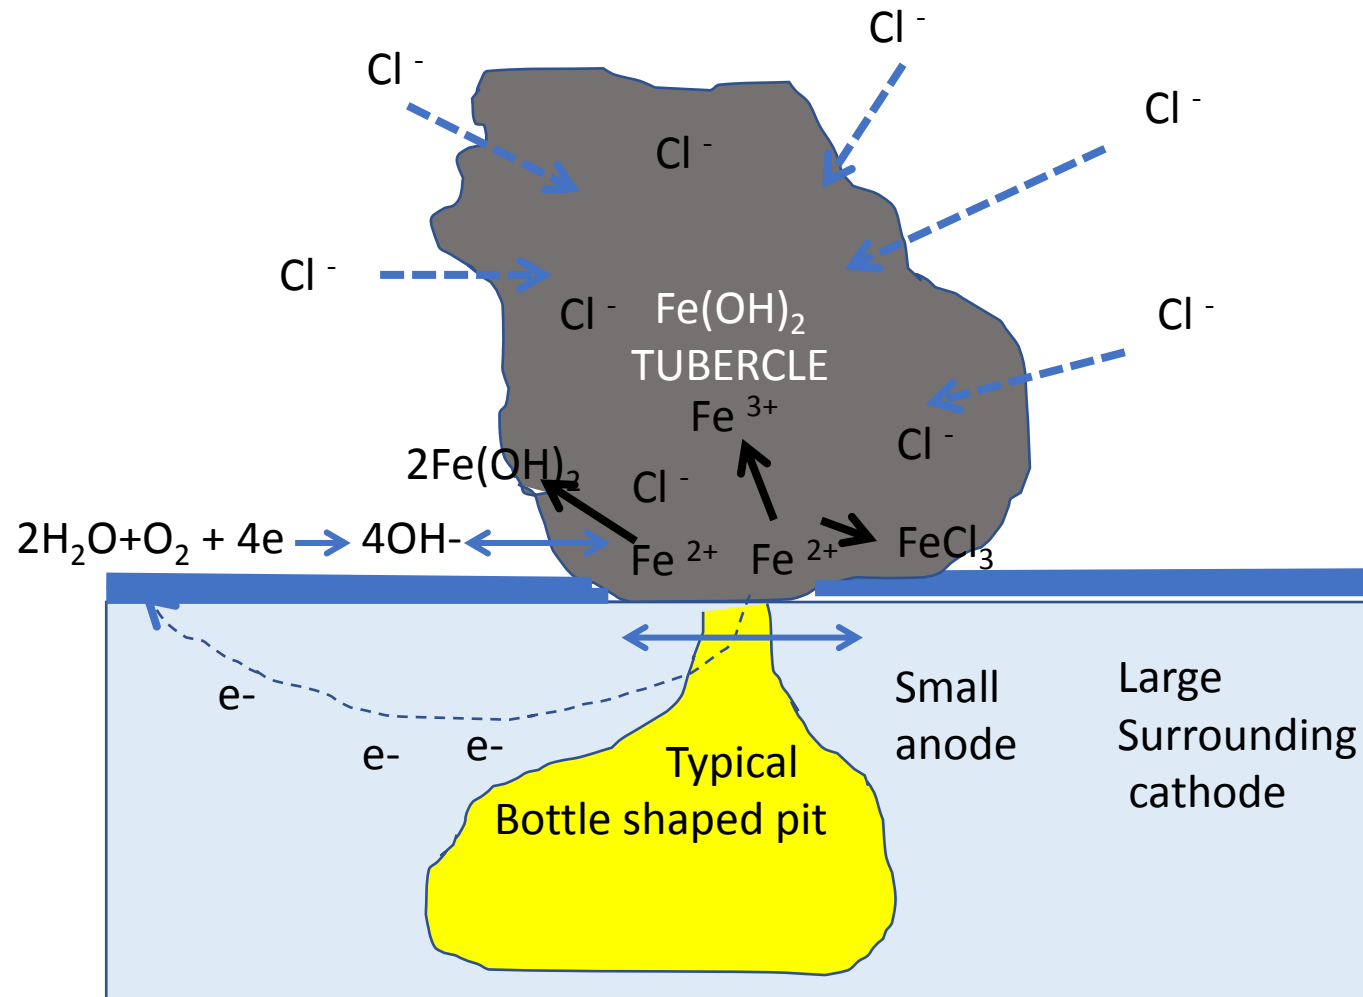 Cl -
Cl -
Cl -
Cl -
Cl -
Cl -
Cl - Fe(OH)2
TUBERCLE
Cl -
Fe 3+
Cl -
2Fe(OH)2
Cl -
2H2O+O2 + 4e
4OH-
Fe 2+
Fe 2+
FeCl3
e-
e-
e-
Small
anode
Large
Surrounding
cathode
Typical
Bottle shaped pit